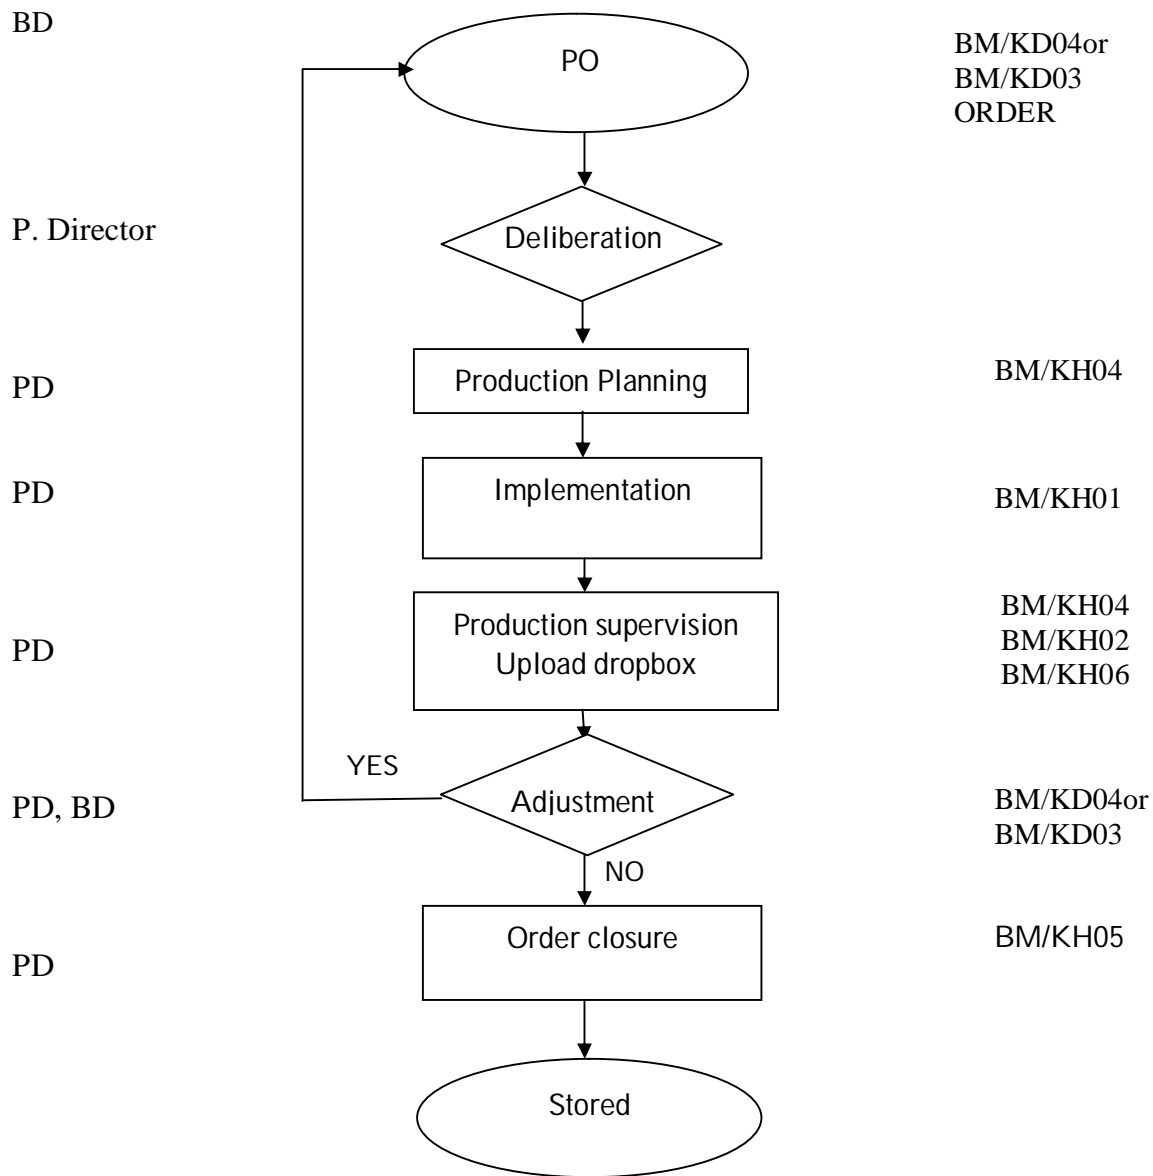 BD
PO
BM/KD04or
BM/KD03
ORDER
P. Director
Deliberation
PD
Production Planning
BM/KH04
PD
Implementation
BM/KH01
PD
Production supervision
Upload dropbox
BM/KH04
BM/KH02
BM/KH06
YES
PD, BD
Adjustment
BM/KD04or
BM/KD03
NO
PD
Order closure
BM/KH05
Stored